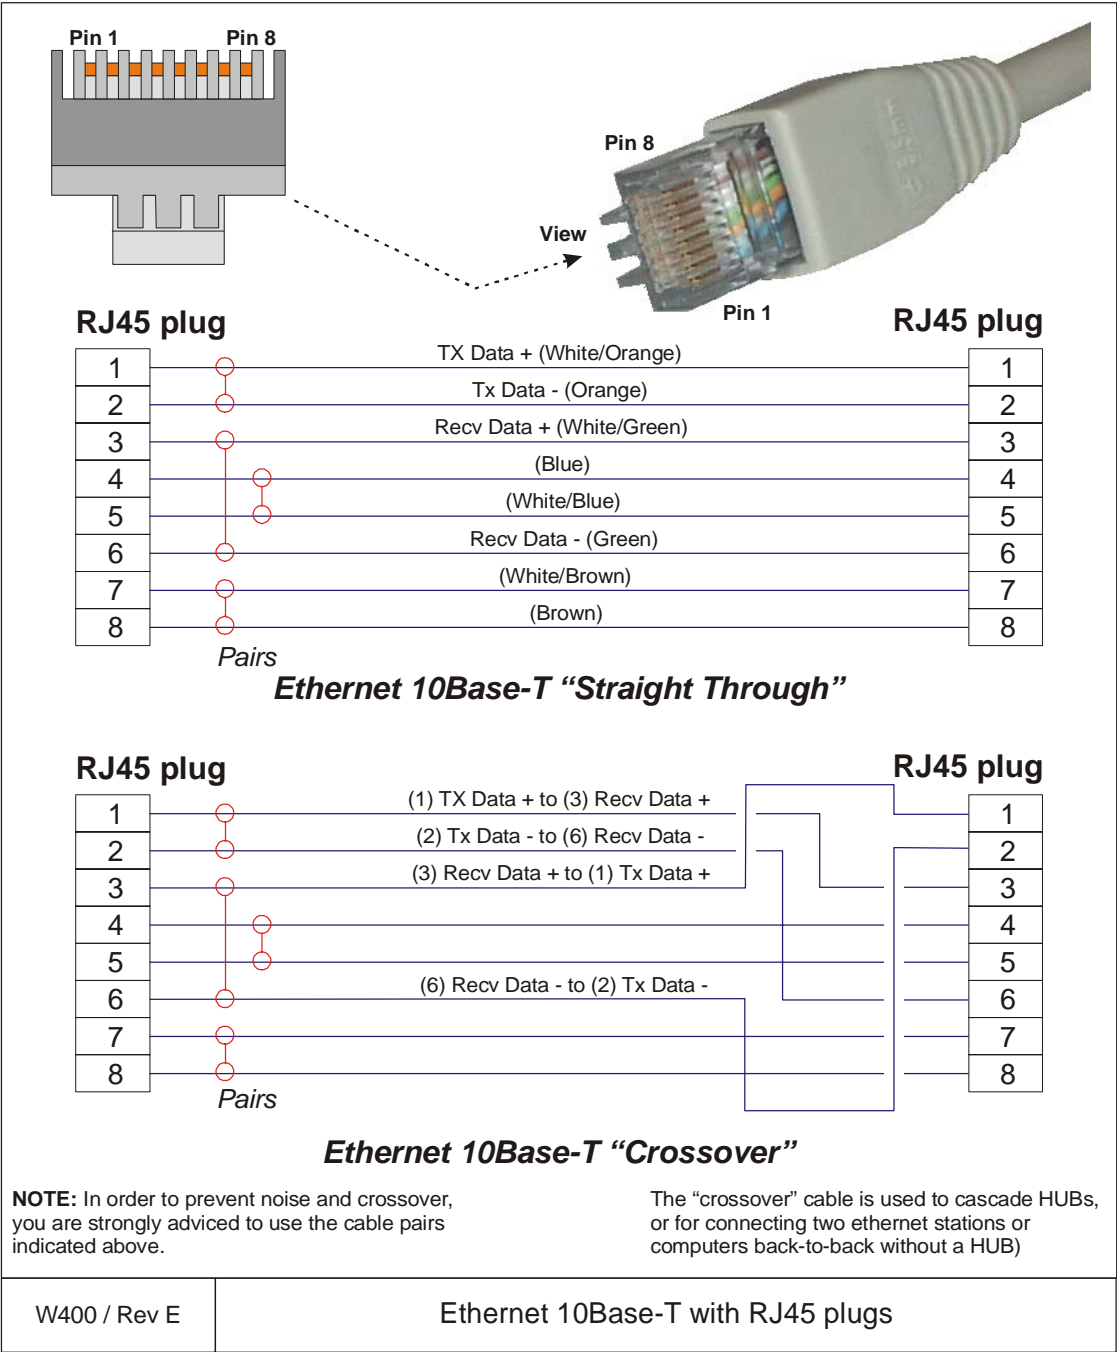 Pin 1
Pin 8
Pin 8
View
Pin 1
RJ45 plug
RJ45 plug
1
TX Data + (White/Orange)
1
2
Tx Data - (Orange)
2
3
Recv Data + (White/Green)
3
4
(Blue)
4
5
(White/Blue)
5
6
Recv Data - (Green)
6
7
(White/Brown)
7
8
(Brown)
8
Pairs
Ethernet 10Base-T “Straight Through”
RJ45 plug
RJ45 plug
1
(1) TX Data + to (3) Recv Data +
1
2
(2) Tx Data - to (6) Recv Data -
2
3
(3) Recv Data + to (1) Tx Data +
3
4
4
5
5
6
(6) Recv Data - to (2) Tx Data -
6
7
7
8
8
Pairs
Ethernet 10Base-T “Crossover”
NOTE: In order to prevent noise and crossover,
you are strongly adviced to use the cable pairs
indicated above.
The “crossover” cable is used to cascade HUBs,
or for connecting two ethernet stations or
computers back-to-back without a HUB)
W400 / Rev E
Ethernet 10Base-T with RJ45 plugs